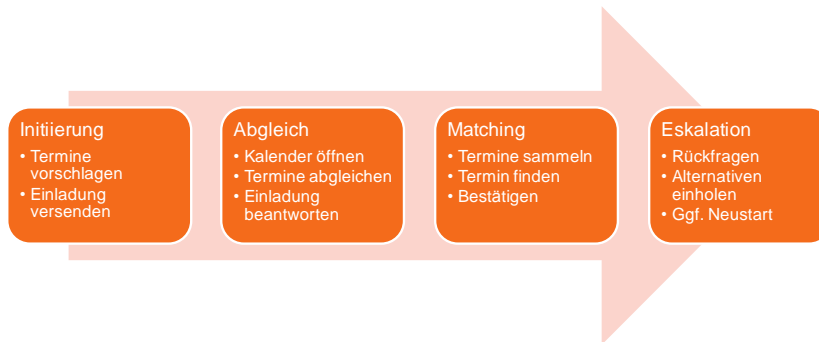 Initiierung
• Termine
vorschlagen
• Einladung
versenden
Abgleich
• Kalender öffnen
• Termine abgleichen
• Einladung
beantworten
Matching
• Termine sammeln
• Termin finden
• Bestätigen
Eskalation
• Rückfragen
• Alternativen
einholen
• Ggf. Neustart